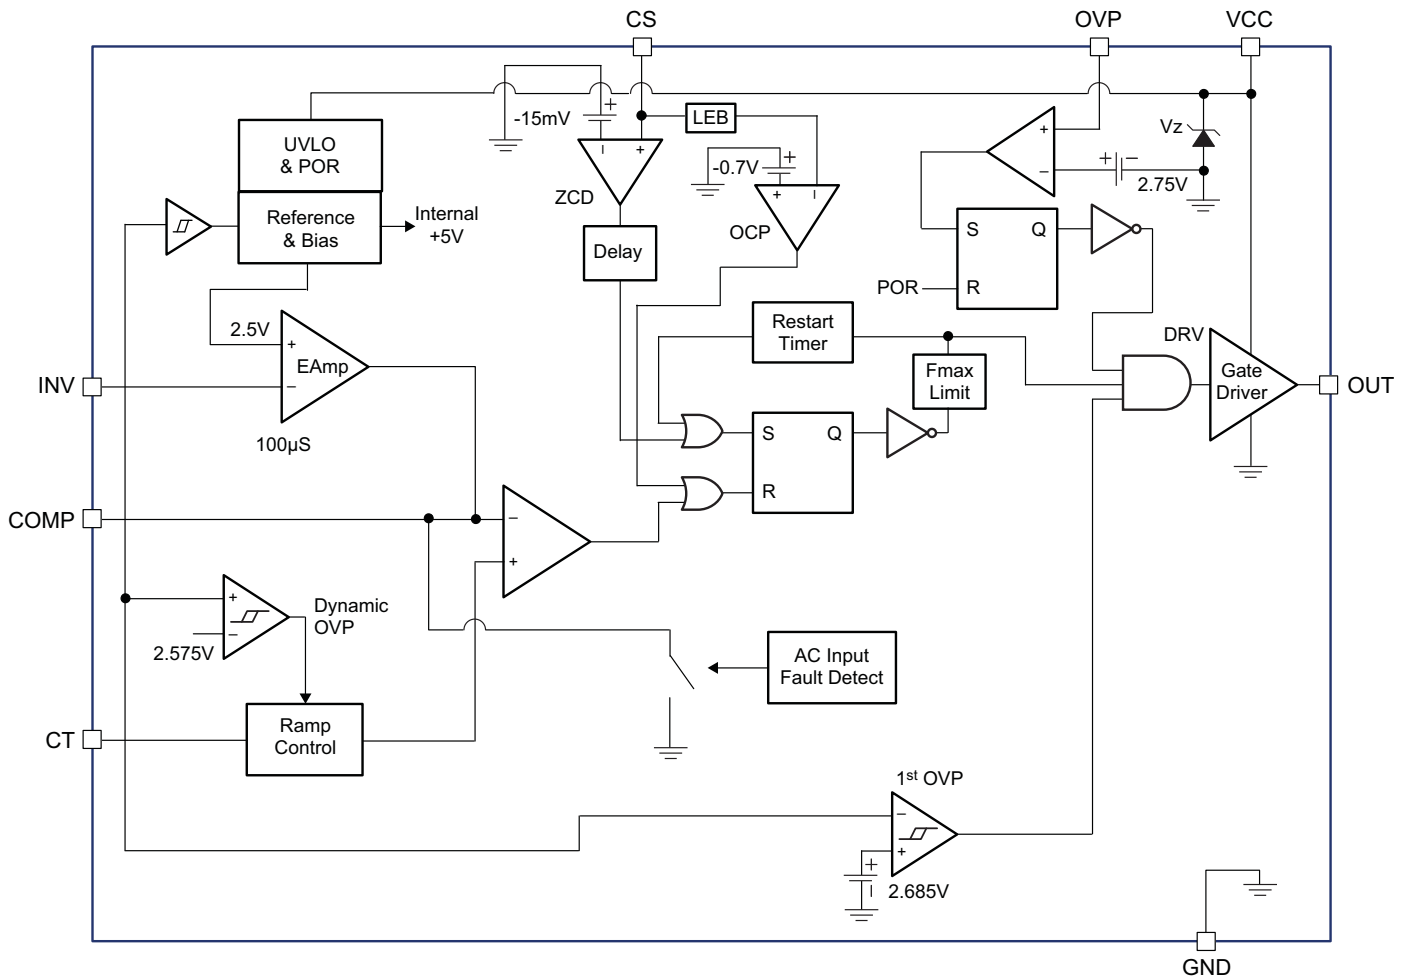 CS
OVP
VCC
-15mV
+
LEB
Vz
UVLO
& POR
-0.7V
+
+
−
+ −
2.75V
ZCD
− +
+ −
Reference
& Bias
Internal
+5V
OCP
Delay
S
Q
POR
R
2.5V
+
EAmp
−
INV
100µS
Restart
Timer
DRV
Fmax
Limit
Gate
Driver
OUT
S
Q
R
COMP
−
+
+
−
Dynamic
OVP
2.575V
AC Input
Fault Detect
CT
Ramp
Control
1st OVP
−
+
+
−
2.685V
GND